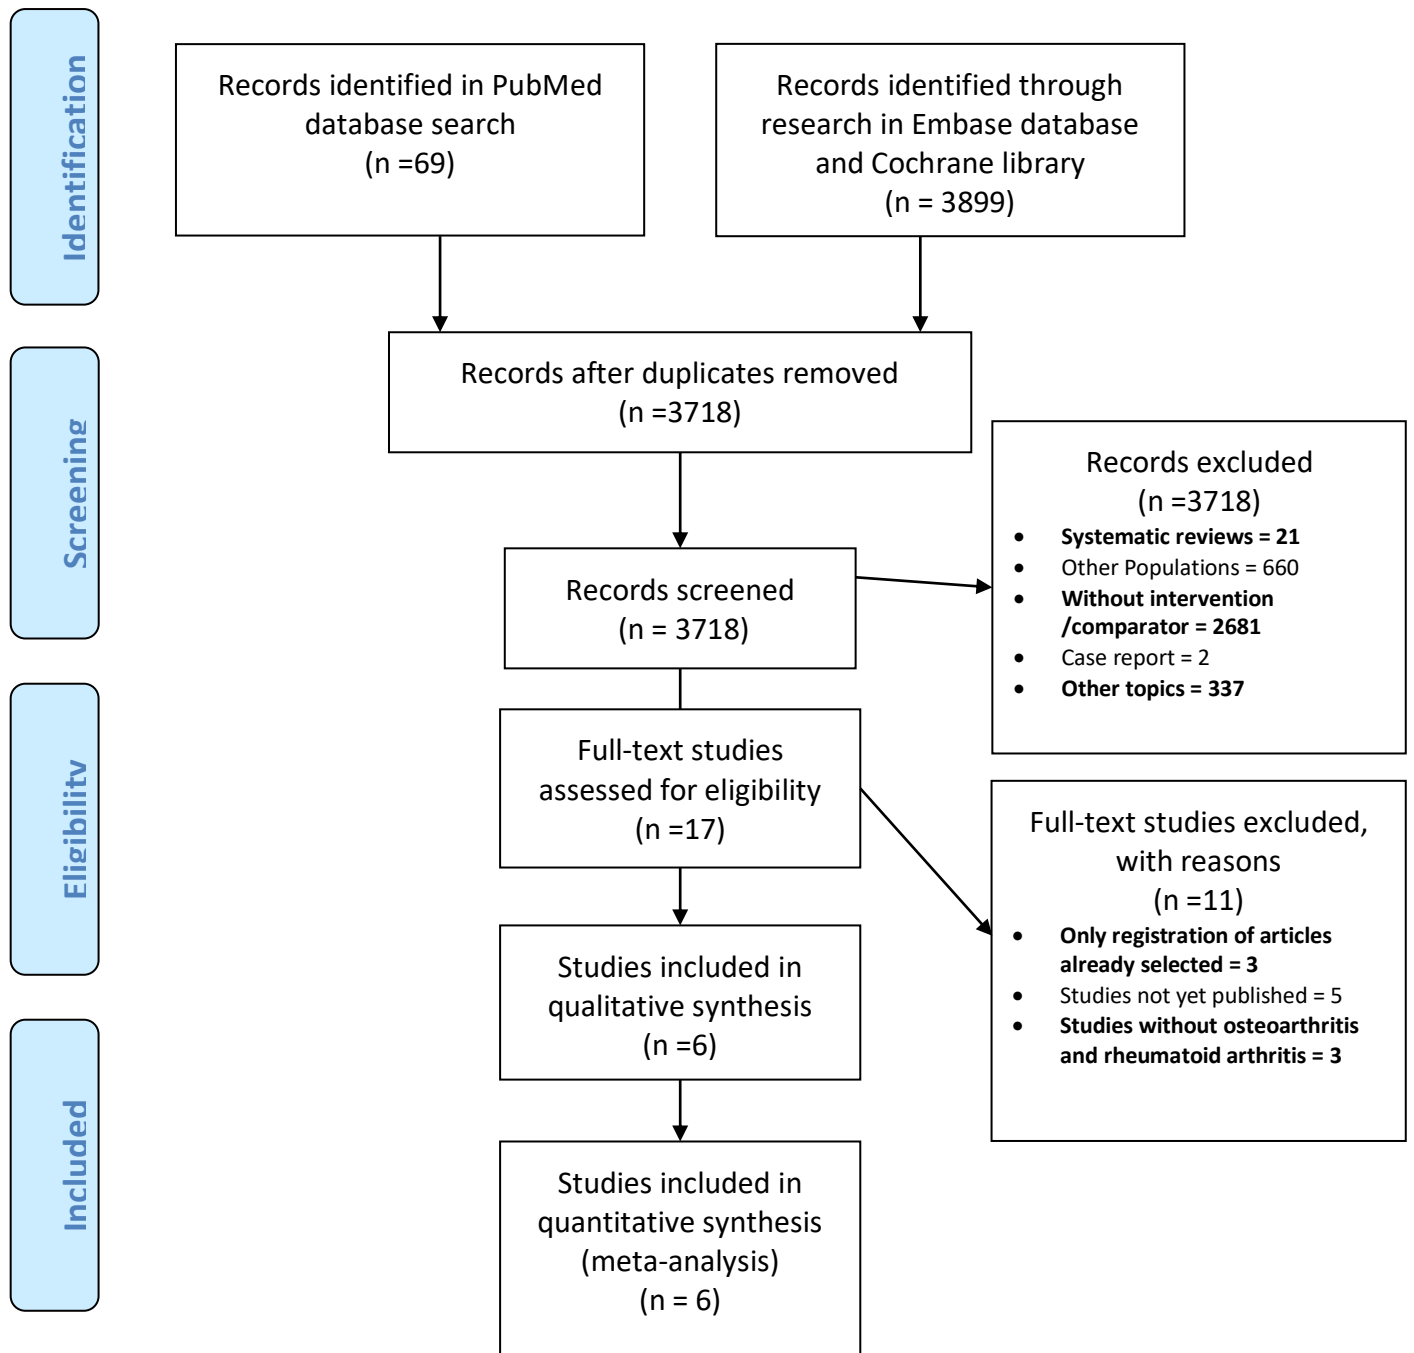 Identification
Records identified in PubMed
database search
(n =69)
Records identified through
research in Embase database
and Cochrane library
(n = 3899)
Screening
Records after duplicates removed
(n =3718)
Records screened
(n = 3718)
Records excluded
(n =3718)
• Systematic reviews = 21
• Other Populations = 660
• Without intervention
/comparator = 2681
• Case report = 2
• Other topics = 337
Eligibility
Full-text studies
assessed for eligibility
(n =17)
Full-text studies excluded,
with reasons
(n =11)
• Only registration of articles
already selected = 3
• Studies not yet published = 5
• Studies without osteoarthritis
and rheumatoid arthritis = 3
Studies included in
qualitative synthesis
(n =6)
Included
Studies included in
quantitative synthesis
(meta-analysis)
(n = 6)